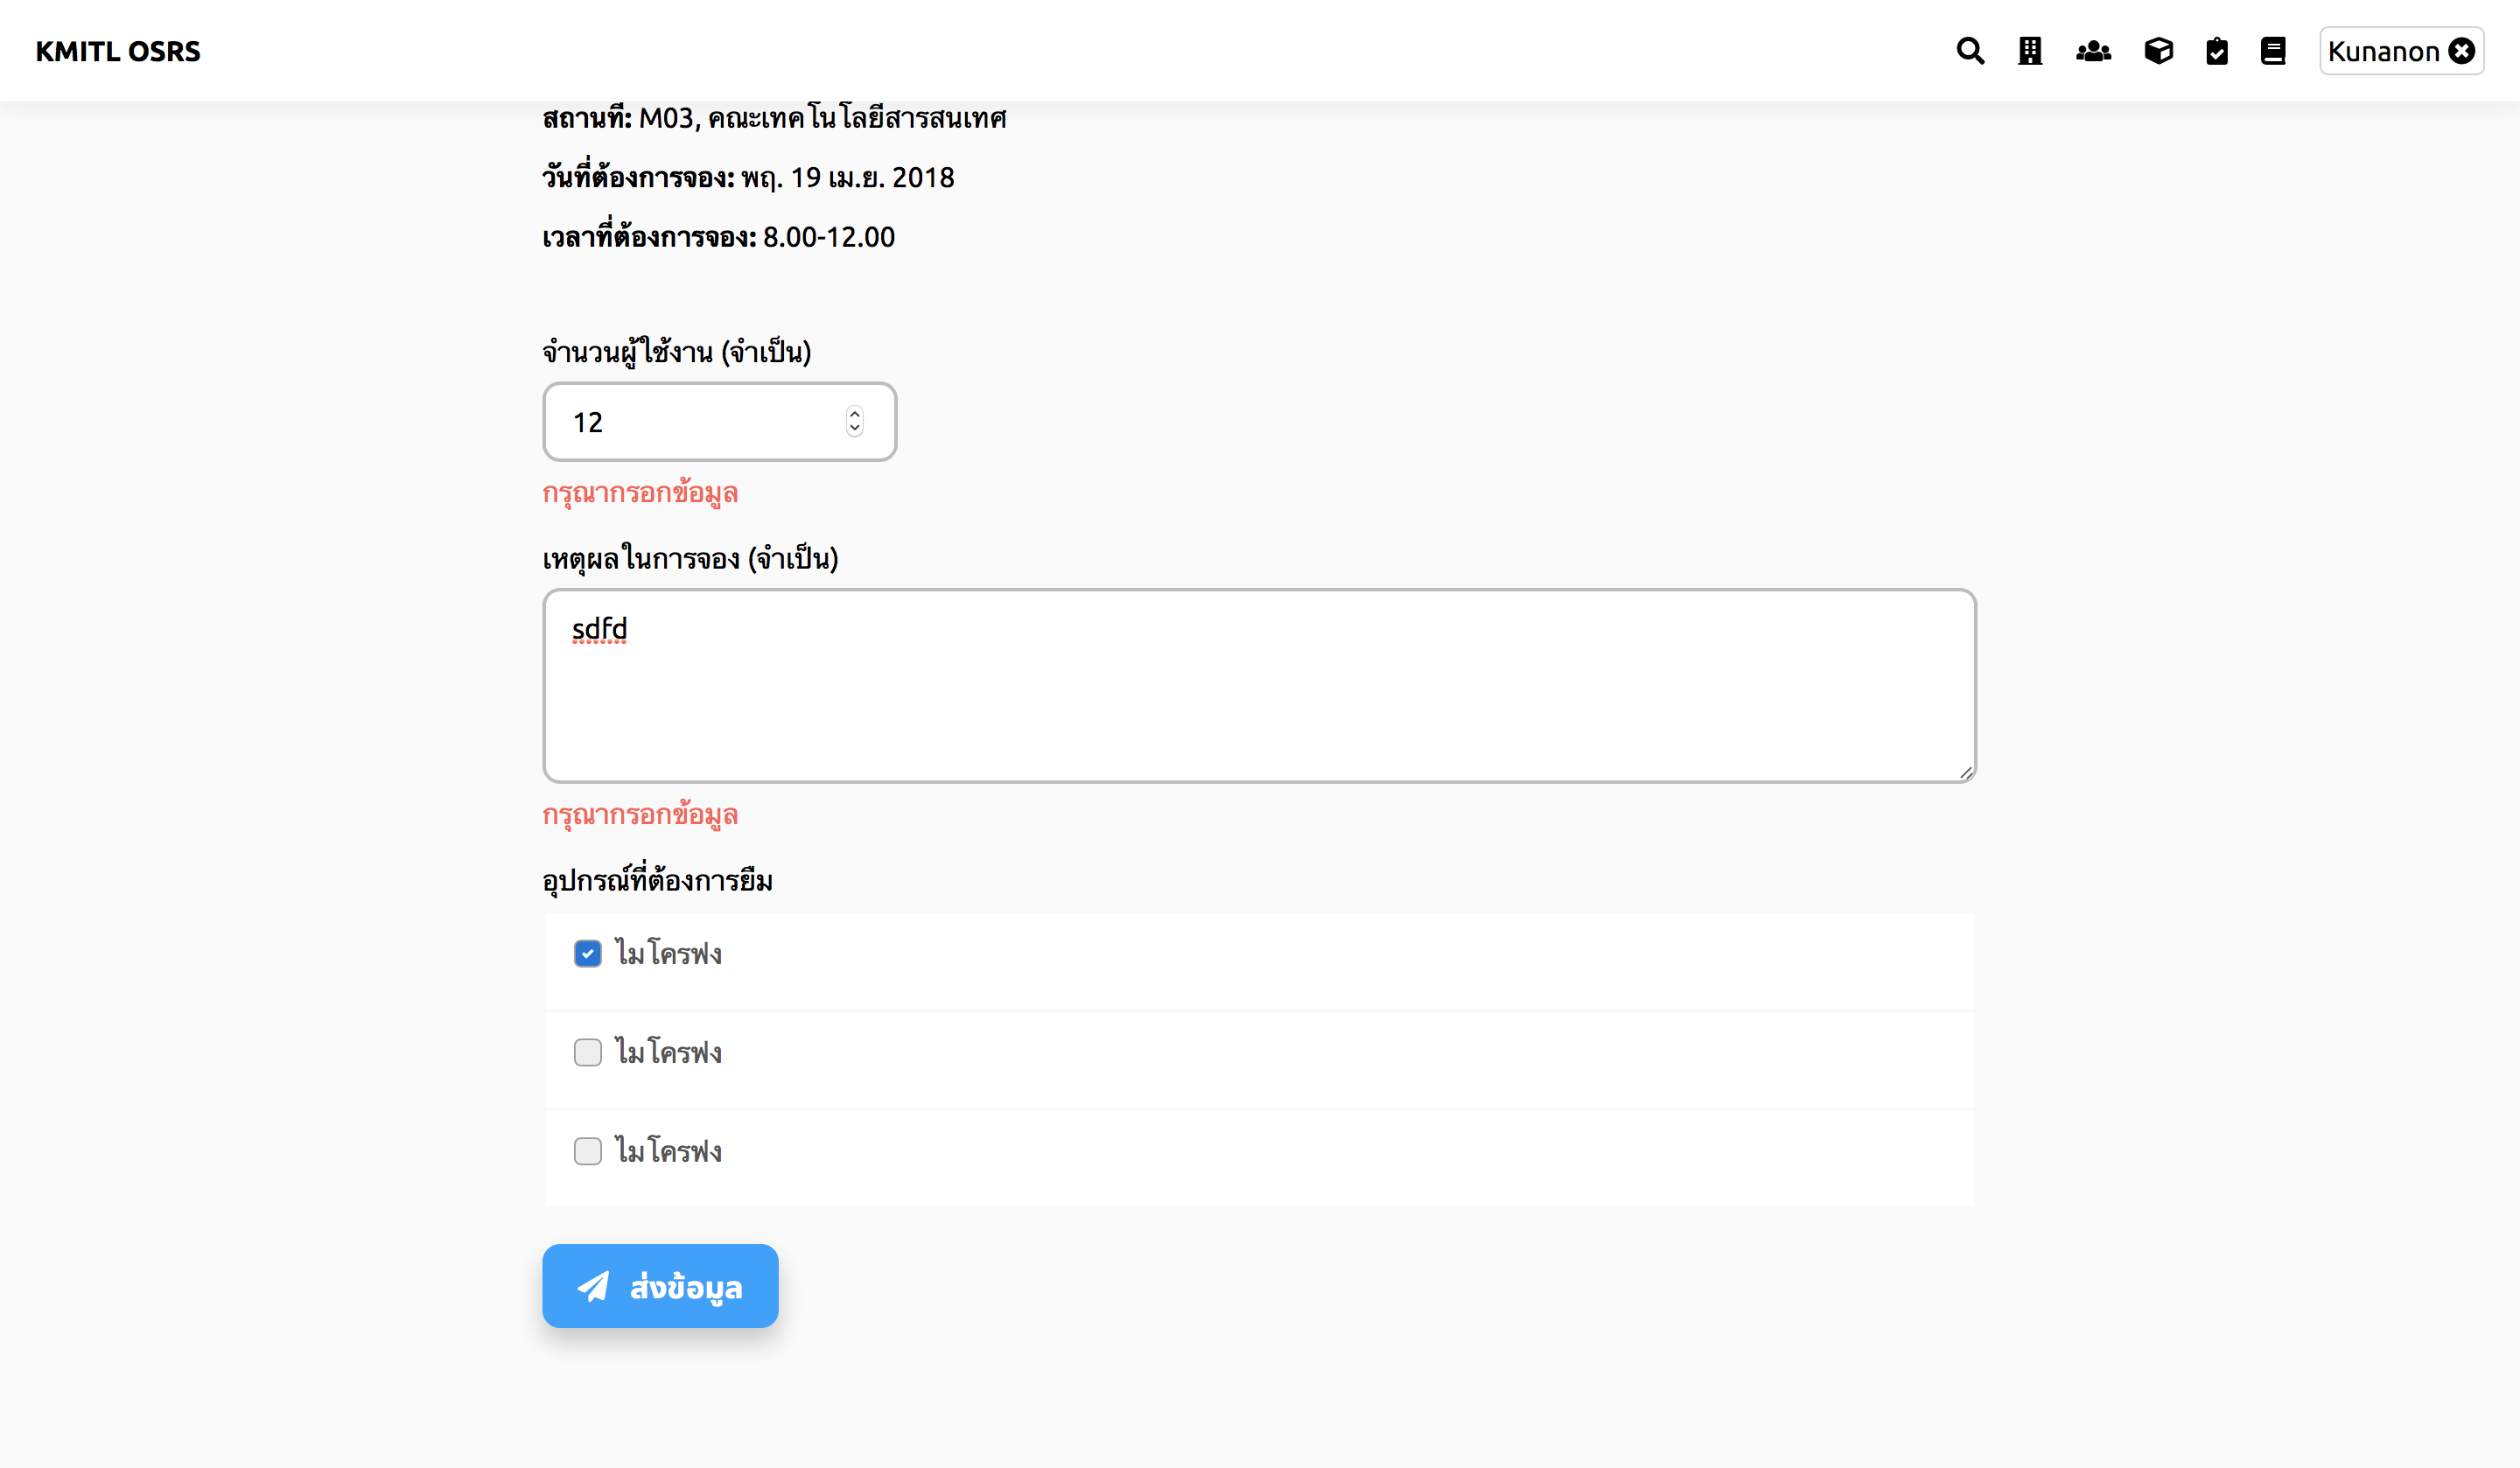 KMITL OSRS
Kunanon
สถานที่: M03, คณะเทคโนโลยีสารสนเทศ
วันที่ต้องการจอง: พฤ. 19 เม.ย. 2018
เวลาที่ต้องการจอง: 8.00-12.00
จำนวนผู้ใช้งาน (จำเป็น)
12
กรุณากรอกข้อมูล
เหตุผลในการจอง (จำเป็น)
sdfd
กรุณากรอกข้อมูล
อุปกรณ์ที่ต้องการยืม
ไมโครฟง
ไมโครฟง
ไมโครฟง
ส่งข้อมูล